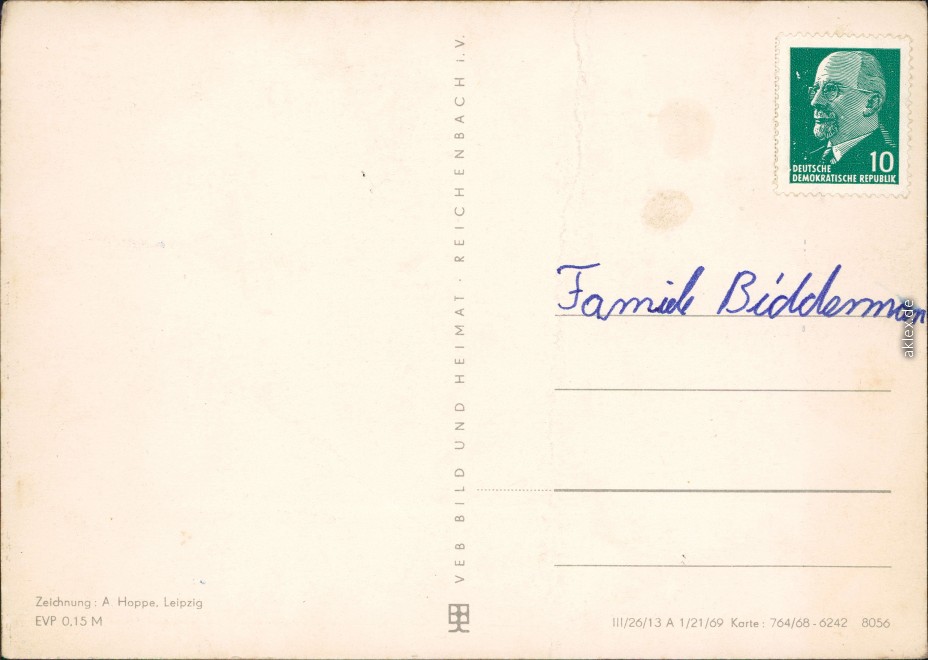 VEB BILD UND HEIMAT · REICHENBACH i. V.
DEUTSCHE 10
DEMOKRATISCHE REPUBLIK
Familie Biddermann
aklex.de
Zeichnung: A. Hoppe, Leipzig
EVP 0,15 M
III/26/13 A 1/21/69 Karte: 764/68-6242 8056